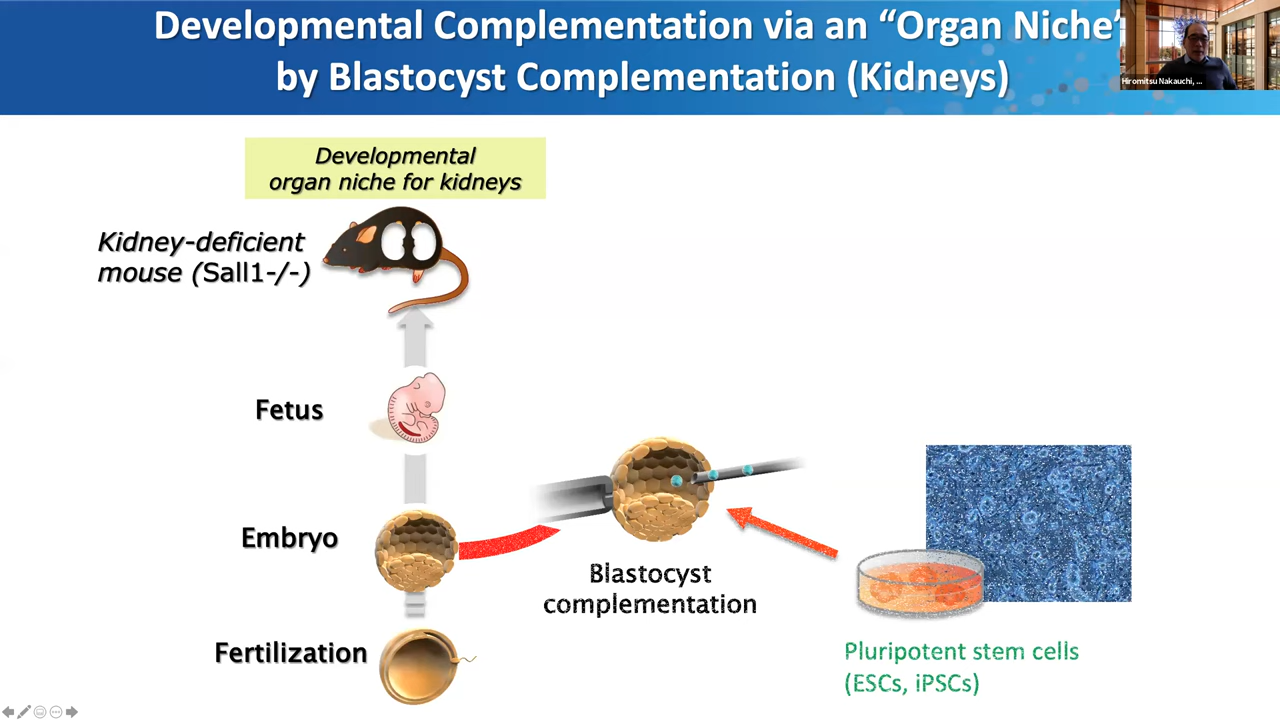 Developmental Complementation via an “Organ Niche”
by Blastocyst Complementation (Kidneys)
Hiromitsu Nakauchi, ...
Developmental
organ niche for kidneys
Kidney-deficient
mouse (Sall1-/-)
Fetus
Embryo
Blastocyst
complementation
Fertilization
Pluripotent stem cells
(ESCs, iPSCs)